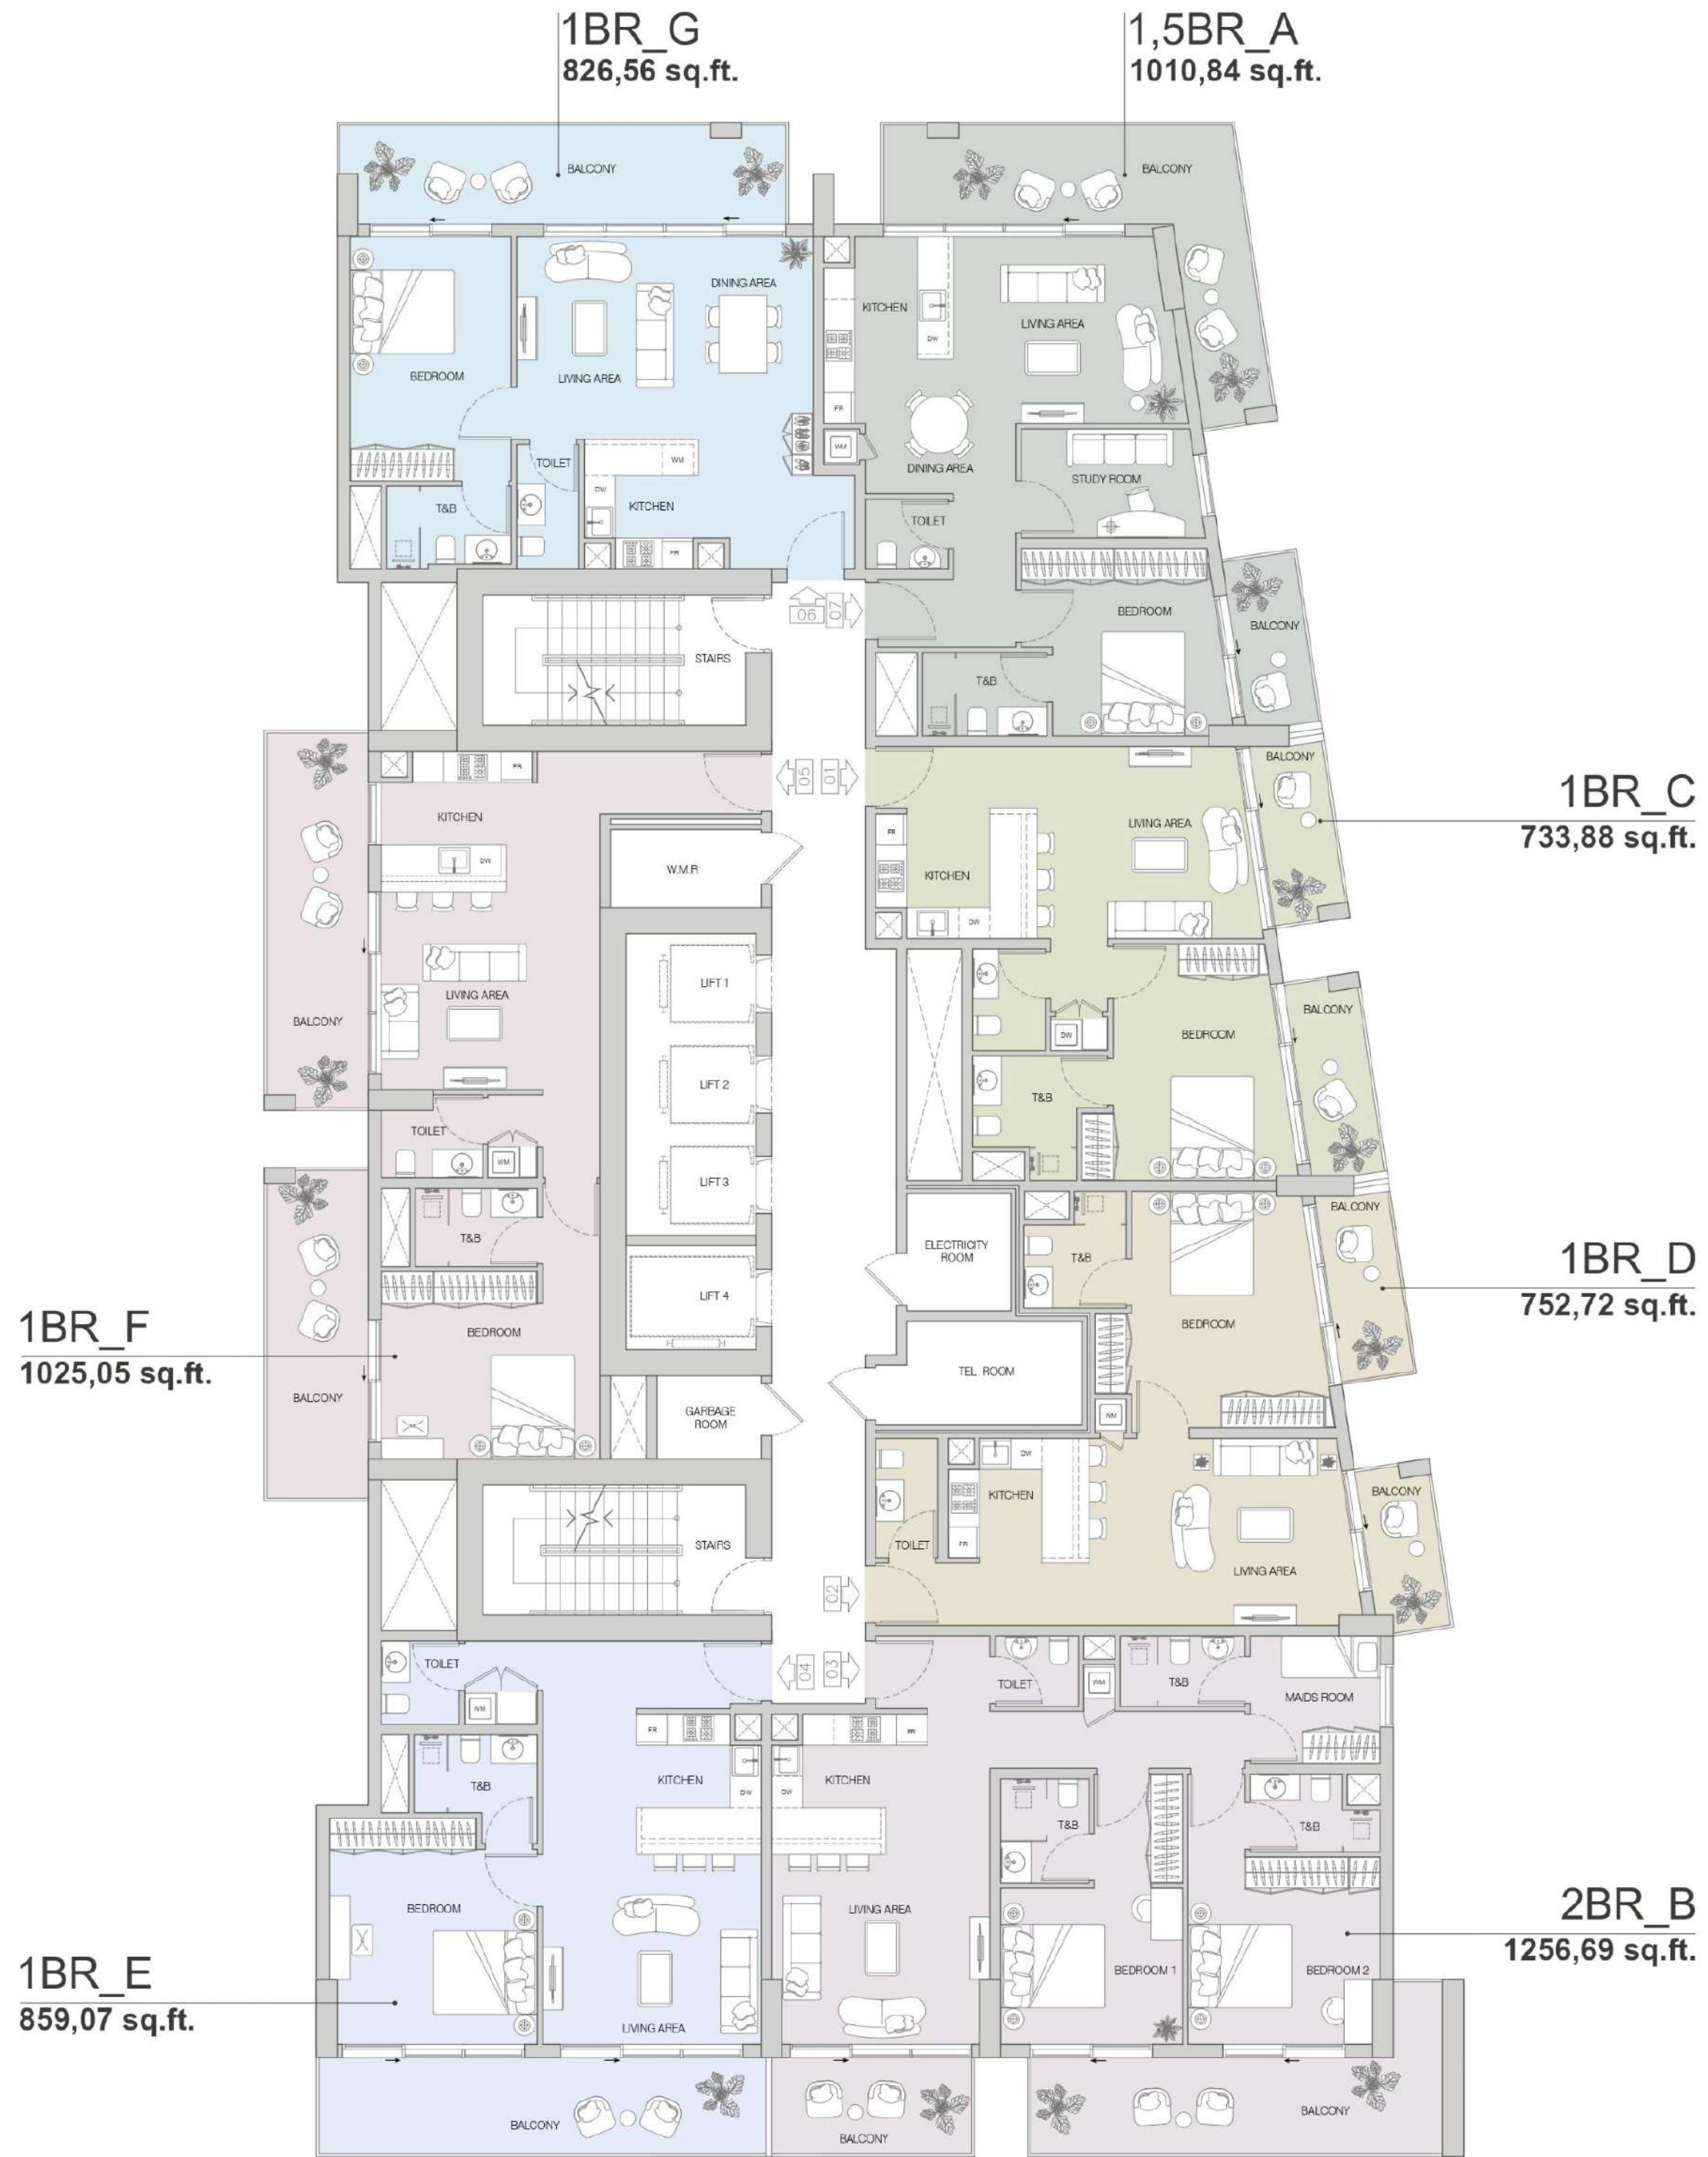 1BR_G
826,56 sq.ft.
1,5BR_A
1010,84 sq.ft.
BALCONY
BALCONY
DINING AREA
KITCHEN
LIVING AREA
DW
BEDROOM
LIVING AREA
FR
WM
TOILET
WM
DINING AREA
STUDY ROOM
DW
T&B
KITCHEN
TOILET
FR
06
07
BEDROOM
BALCONY
STAIRS
T&B
FR
05
01
BALCONY
1BR_C
733,88 sq.ft.
KITCHEN
LIVING AREA
FR
DW
W.M.R
KITCHEN
DW
LIFT 1
LIVING AREA
BALCONY
BALCONY
DW
BEDROOM
LIFT 2
T&B
TOILET
WM
LIFT 3
BALCONY
T&B
ELECTRICITY
ROOM
T&B
1BR_D
752,72 sq.ft.
LIFT 4
BEDROOM
BEDROOM
1BR_F
1025,05 sq.ft.
TEL. ROOM
BALCONY
GARBAGE
ROOM
WM
DW
KITCHEN
BALCONY
STAIRS
TOILET
FR
LIVING AREA
02
TOILET
04
03
TOILET
WM
T&B
MAIDS ROOM
WM
FR
FR
T&B
KITCHEN
KITCHEN
DW
DW
T&B
T&B
BEDROOM
LIVING AREA
2BR_B
1256,69 sq.ft.
1BR_E
859,07 sq.ft.
BEDROOM 1
BEDROOM 2
LIVING AREA
BALCONY
BALCONY
BALCONY